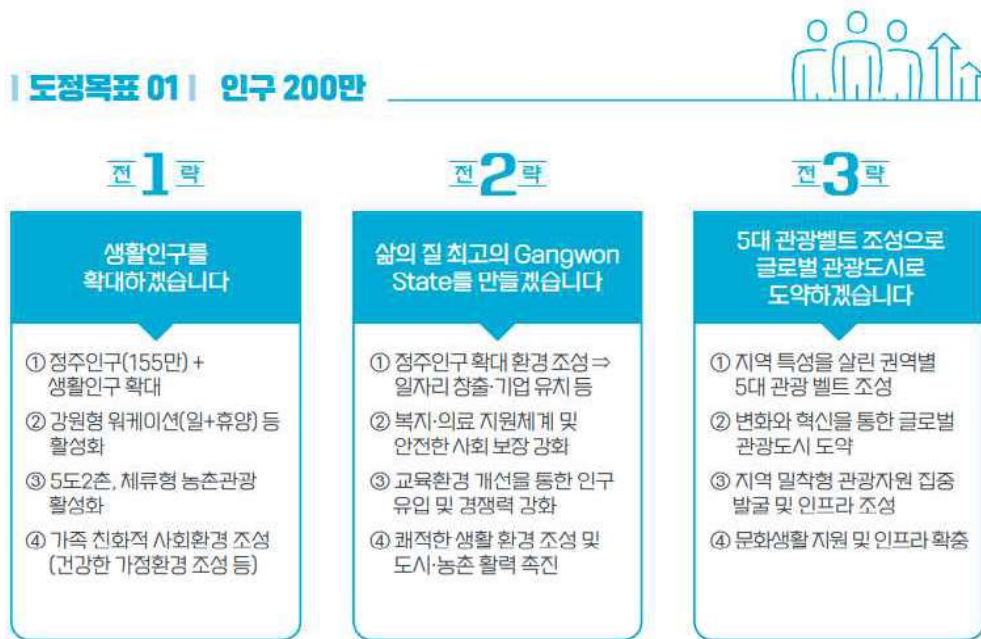 | 도정목표 01 | 인구 200만
전 1 략
생활인구를
확대하겠습니다
① 정주인구(155만) +
생활인구 확대
② 강원형 워케이션(일+휴양) 등
활성화
③ 5도2촌, 체류형 농촌관광
활성화
④ 가족 친화적 사회환경 조성
(건강한 가정환경 조성 등)
전 2 략
삶의 질 최고의 Gangwon
State를 만들겠습니다
① 정주인구 확대 환경 조성 ⇒
일자리 창출·기업 유치 등
② 복지·의료 지원체계 및
안전한 사회 보장 강화
③ 교육환경 개선을 통한 인구
유입 및 경쟁력 강화
④ 쾌적한 생활 환경 조성 및
도시·농촌 활력 촉진
전 3 략
5대 관광벨트 조성으로
글로벌 관광도시로
도약하겠습니다
① 지역 특성을 살린 권역별
5대 관광 벨트 조성
② 변화와 혁신을 통한 글로벌
관광도시 도약
③ 지역 밀착형 관광자원 집중
발굴 및 인프라 조성
④ 문화생활 지원 및 인프라 확충